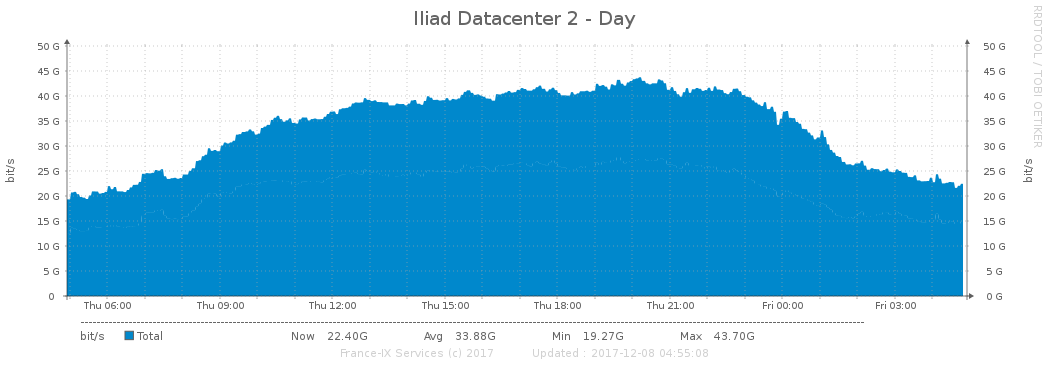 Iliad Datacenter 2 - Day
RRDTOOL / TOBI OETIKER
50 G 50 G
45 G 45 G
40 G 40 G
35 G 35 G
30 G 30 G
25 G 25 G
20 G 20 G
15 G 15 G
10 G 10 G
5 G 5 G
0 0 G
bit/s bit/s
Thu 06:00 Thu 09:00 Thu 12:00 Thu 15:00 Thu 18:00 Thu 21:00 Fri 00:00 Fri 03:00
bit/s Total Now 22.40G Avg 33.88G Min 19.27G Max 43.70G
France-IX Services (c) 2017 Updated : 2017-12-08 04:55:08